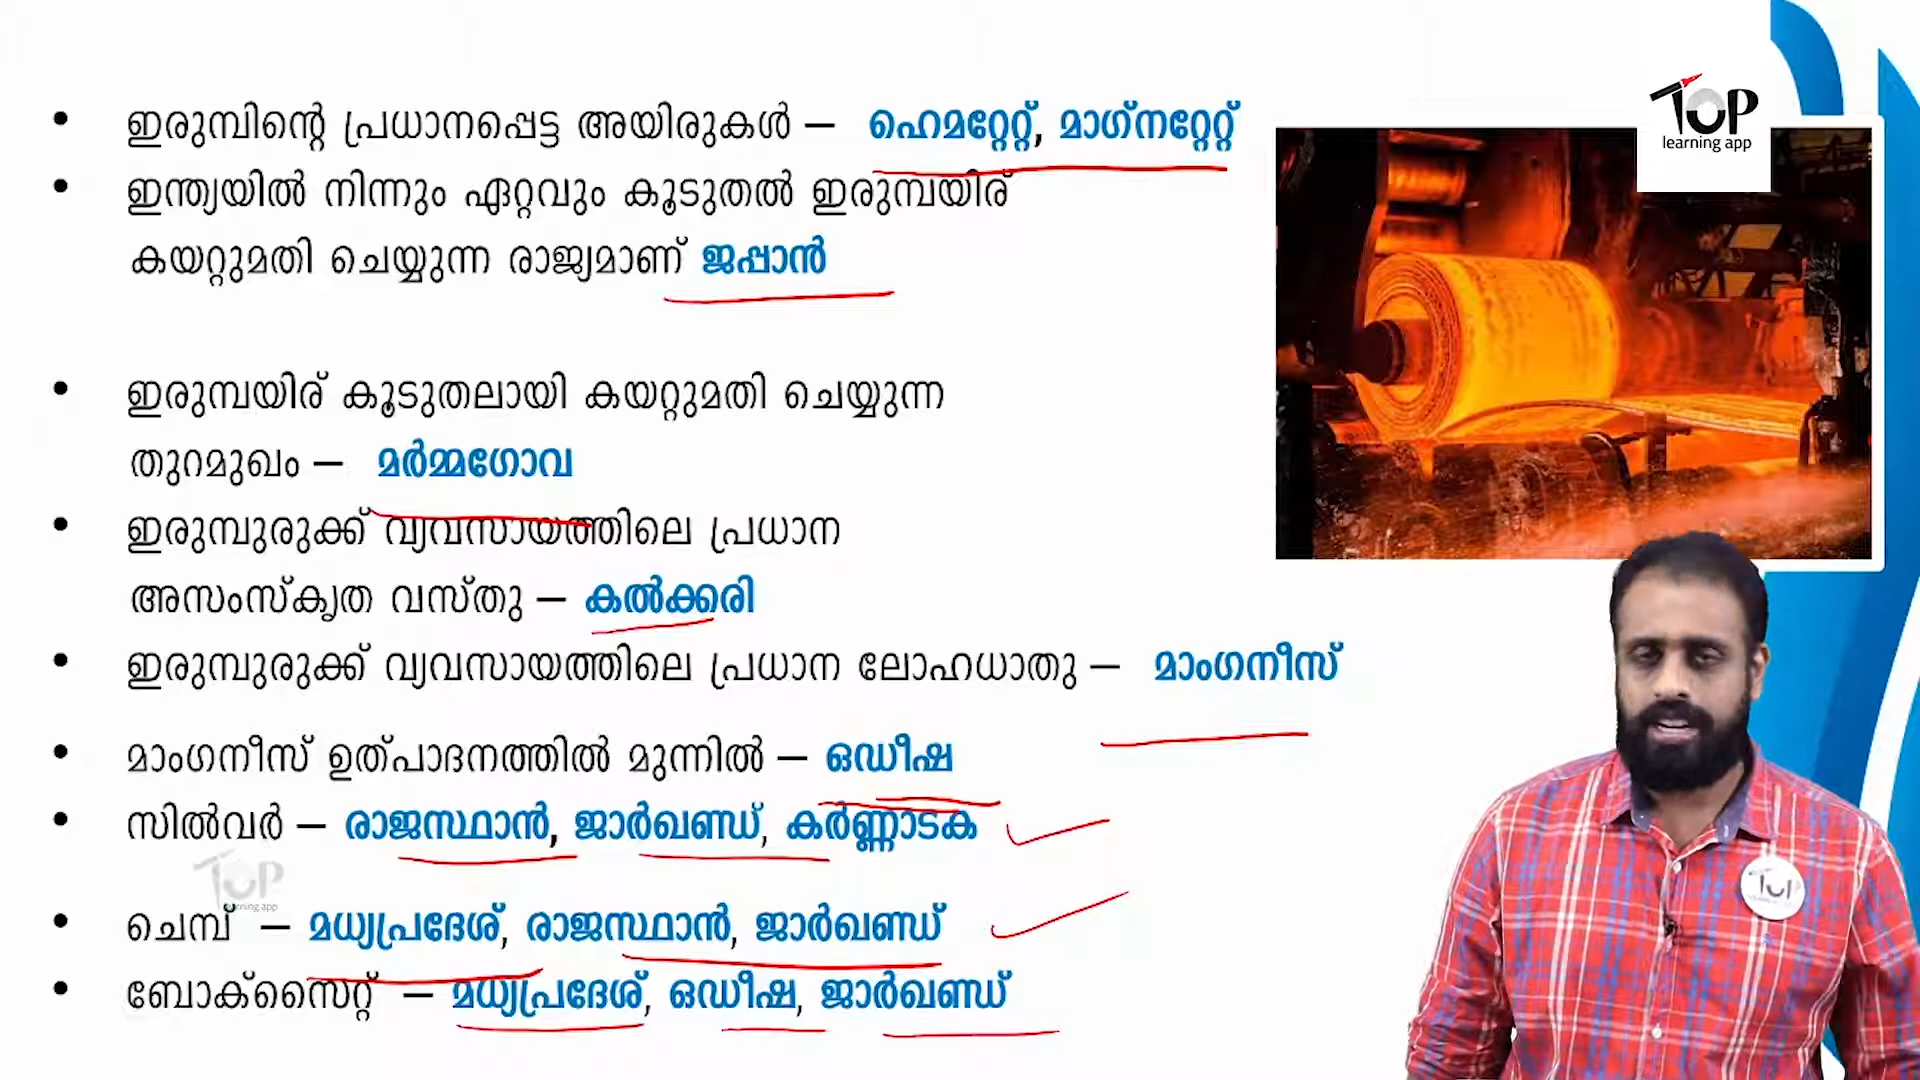 • ഇരുമ്പിന്റെ പ്രധാനപ്പെട്ട അയിരുകൾ – ഹെമറ്റേറ്റ്, മാഗ്നറ്റേറ്റ്
• ഇന്ത്യയിൽ നിന്നും ഏറ്റവും കൂടുതൽ ഇരുമ്പയിര്
കയറ്റുമതി ചെയ്യുന്ന രാജ്യമാണ് ജപ്പാൻ
• ഇരുമ്പയിര് കൂടുതലായി കയറ്റുമതി ചെയ്യുന്ന
തുറമുഖം – മർമ്മഗോവ
• ഇരുമ്പുരുക്ക് വ്യവസായത്തിലെ പ്രധാന
അസംസ്കൃത വസ്തു – കൽക്കരി
• ഇരുമ്പുരുക്ക് വ്യവസായത്തിലെ പ്രധാന ലോഹധാതു – മാംഗനീസ്
• മാംഗനീസ് ഉത്പാദനത്തിൽ മുന്നിൽ – ഒഡീഷ
• സിൽവർ – രാജസ്ഥാൻ, ജാർഖണ്ഡ്, കർണ്ണാടക
• ചെമ്പ് – മധ്യപ്രദേശ്, രാജസ്ഥാൻ, ജാർഖണ്ഡ്
• ബോക്സൈറ്റ് – മധ്യപ്രദേശ്, ഒഡീഷ, ജാർഖണ്ഡ്
TOP
learning app
TOP